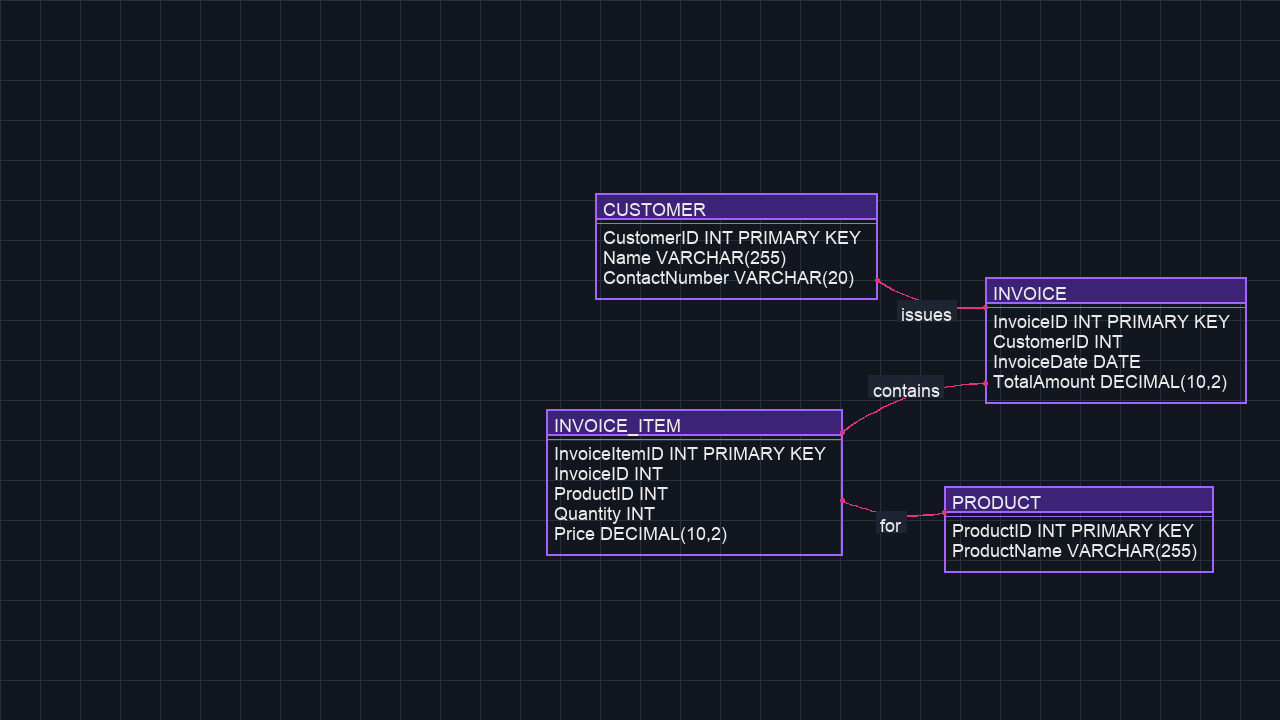 CUSTOMER
CustomerID INT PRIMARY KEY
Name VARCHAR(255)
ContactNumber VARCHAR(20)
issues
INVOICE
InvoiceID INT PRIMARY KEY
CustomerID INT
InvoiceDate DATE
TotalAmount DECIMAL(10,2)
contains
INVOICE_ITEM
InvoiceItemID INT PRIMARY KEY
InvoiceID INT
ProductID INT
Quantity INT
Price DECIMAL(10,2)
for
PRODUCT
ProductID INT PRIMARY KEY
ProductName VARCHAR(255)